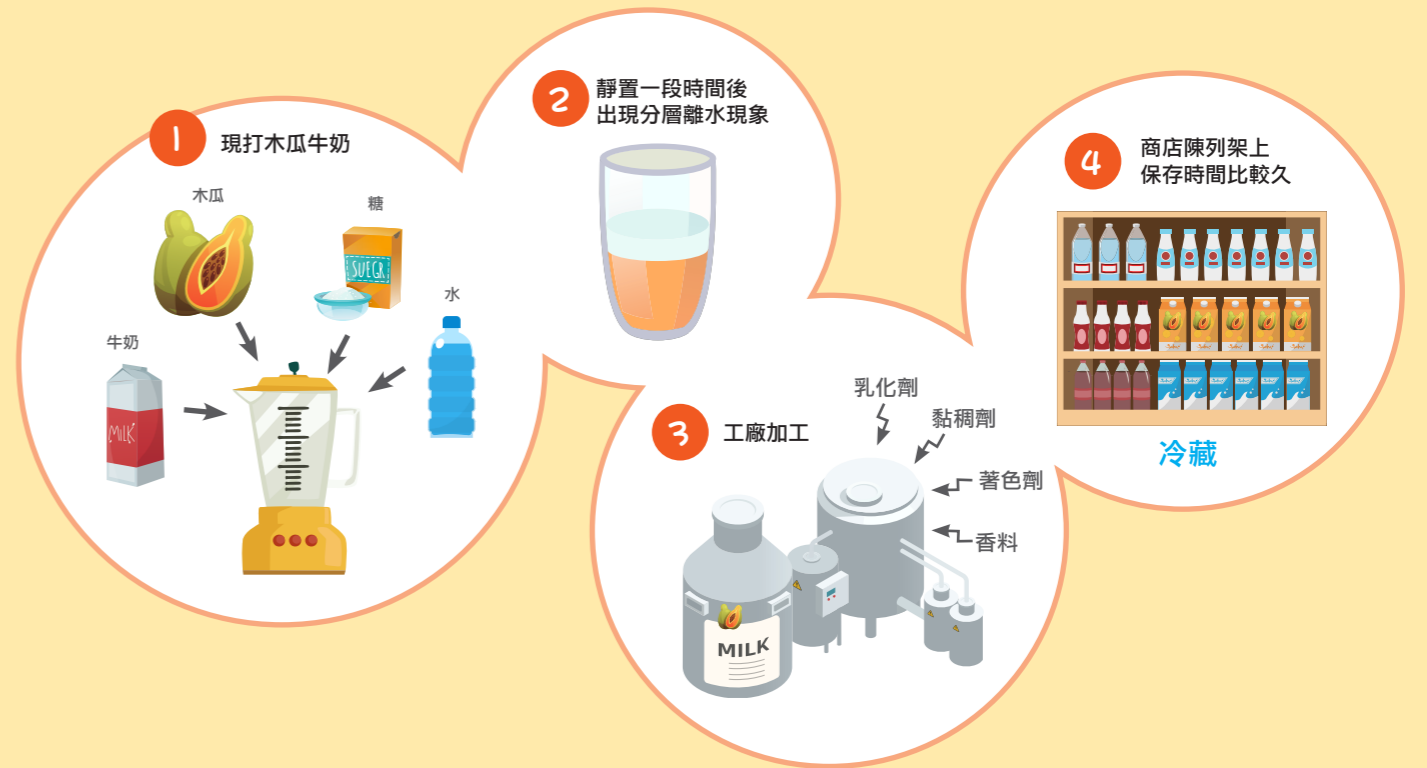 1
現打木瓜牛奶
木瓜
糖
SUEGR
水
牛奶
MILK
2
靜置一段時間後
出現分層離水現象
3
工廠加工
乳化劑
黏稠劑
著色劑
香料
MILK
4
商店陳列架上
保存時間比較久
冷藏